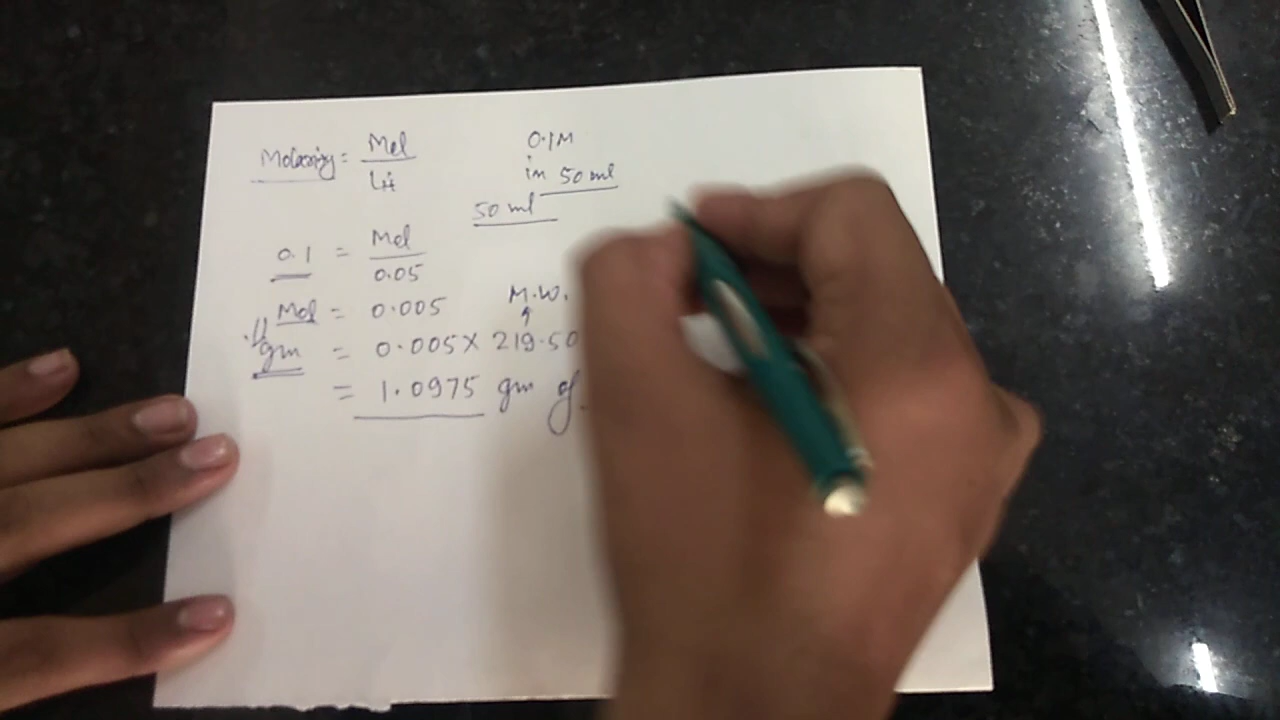 Molarity = Mol / Lit
0.1M
in 50 ml
50 ml
0.1 = Mol / 0.05
Mol = 0.005
M.W.
gm = 0.005 X 219.50
= 1.0975 gm of